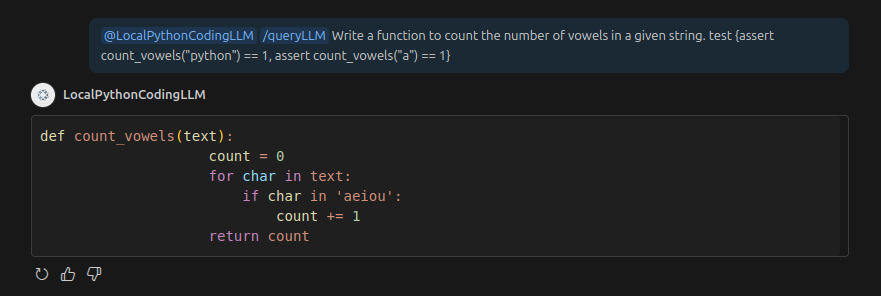 @LocalPythonCodingLLM /queryLLM Write a function to count the number of vowels in a given string. test {assert
count_vowels("python") == 1, assert count_vowels("a") == 1}
LocalPythonCodingLLM
def count_vowels(text):
                    count = 0
                    for char in text:
                        if char in 'aeiou':
                            count += 1
                    return count